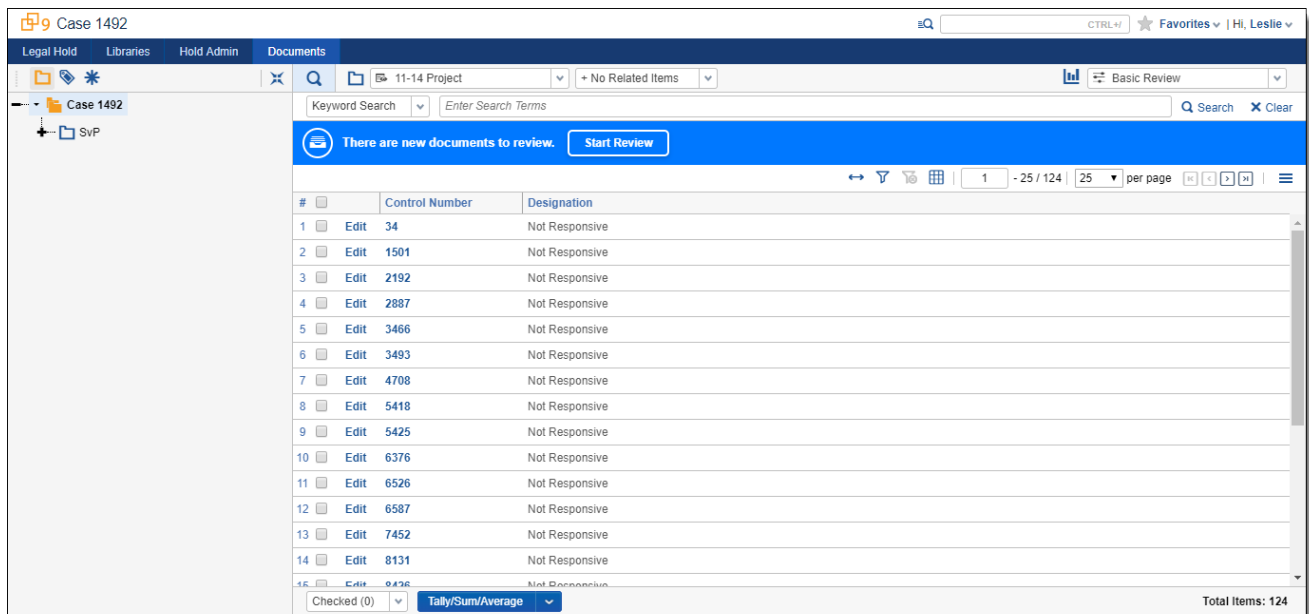 9 Case 1492 CTRL+/ Favorites | Hi, Leslie
Legal Hold Libraries Hold Admin Documents
11-14 Project + No Related Items Basic Review
Case 1492 Keyword Search Enter Search Terms Search X Clear
SvP There are new documents to review. Start Review
1 - 25 / 124 25 per page
# Control Number Designation
1 Edit 34 Not Responsive
2 Edit 1501 Not Responsive
3 Edit 2192 Not Responsive
4 Edit 2887 Not Responsive
5 Edit 3466 Not Responsive
6 Edit 3493 Not Responsive
7 Edit 4708 Not Responsive
8 Edit 5418 Not Responsive
9 Edit 5425 Not Responsive
10 Edit 6376 Not Responsive
11 Edit 6526 Not Responsive
12 Edit 6587 Not Responsive
13 Edit 7452 Not Responsive
14 Edit 8131 Not Responsive
15 Edit 8426 Not Responsive
Checked (0) Tally/Sum/Average Total Items: 124